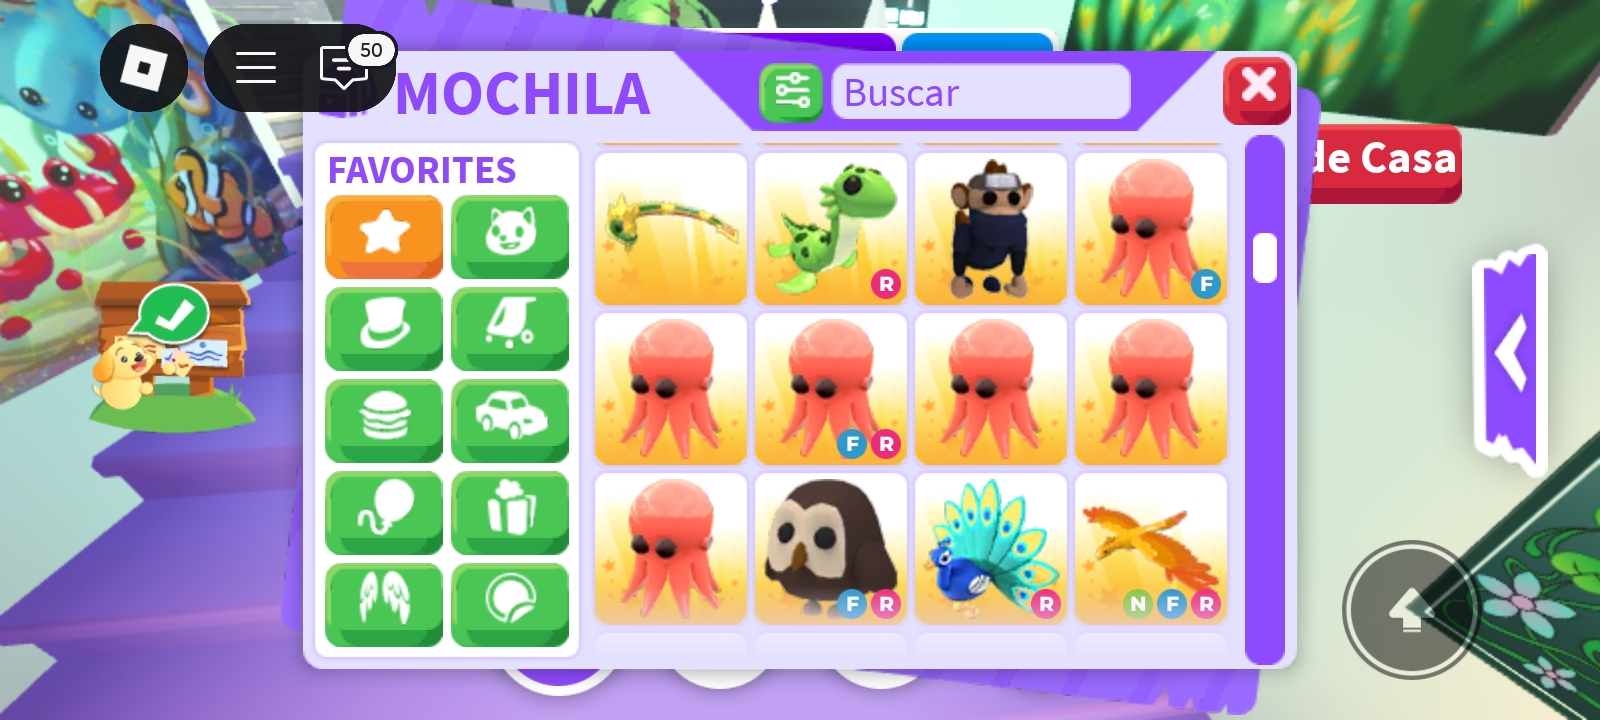 50
MOCHILA
Buscar
de Casa
FAVORITES
R
F
F R
F R
R
N F R